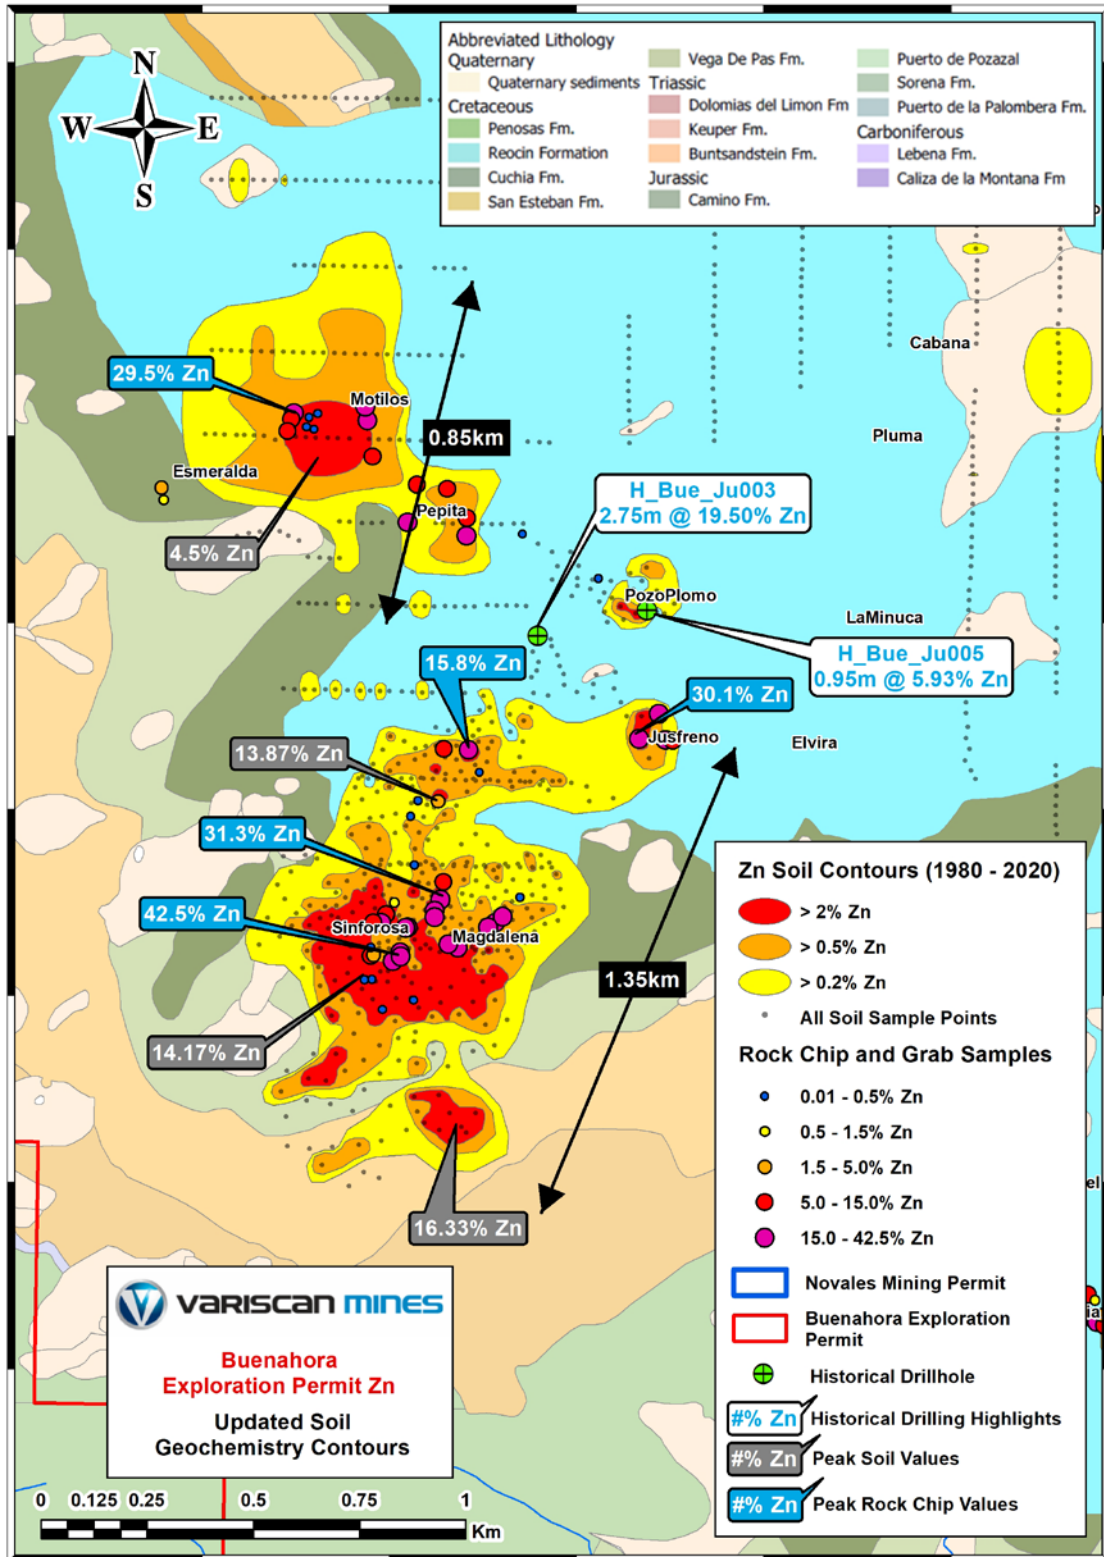 Abbreviated Lithology
Quaternary
Quaternary sediments
Cretaceous
Penosas Fm.
Reocin Formation
Cuchia Fm.
San Esteban Fm.
Vega De Pas Fm.
Triassic
Dolomias del Limon Fm
Keuper Fm.
Buntsandstein Fm.
Jurassic
Camino Fm.
Puerto de Pozazal
Sorena Fm.
Puerto de la Palombera Fm.
Carboniferous
Lebena Fm.
Caliza de la Montana Fm
N
W E
S
Cabana
29.5% Zn
Motilos
0.85km
Pluma
Esmeralda
H_Bue_Ju003
2.75m @ 19.50% Zn
Pepita
4.5% Zn
PozoPlomo
LaMinuca
H_Bue_Ju005
0.95m @ 5.93% Zn
15.8% Zn
30.1% Zn
Jusfreno
Elvira
13.87% Zn
31.3% Zn
42.5% Zn
Sinforosa
Magdalena
1.35km
14.17% Zn
16.33% Zn
Zn Soil Contours (1980 - 2020)
> 2% Zn
> 0.5% Zn
> 0.2% Zn
All Soil Sample Points
Rock Chip and Grab Samples
0.01 - 0.5% Zn
0.5 - 1.5% Zn
1.5 - 5.0% Zn
5.0 - 15.0% Zn
15.0 - 42.5% Zn
Novales Mining Permit
Buenahora Exploration
Permit
Historical Drillhole
#% Zn Historical Drilling Highlights
#% Zn Peak Soil Values
#% Zn Peak Rock Chip Values
VARISCAN MINES
Buenahora
Exploration Permit Zn
Updated Soil
Geochemistry Contours
0 0.125 0.25 0.5 0.75 1
Km